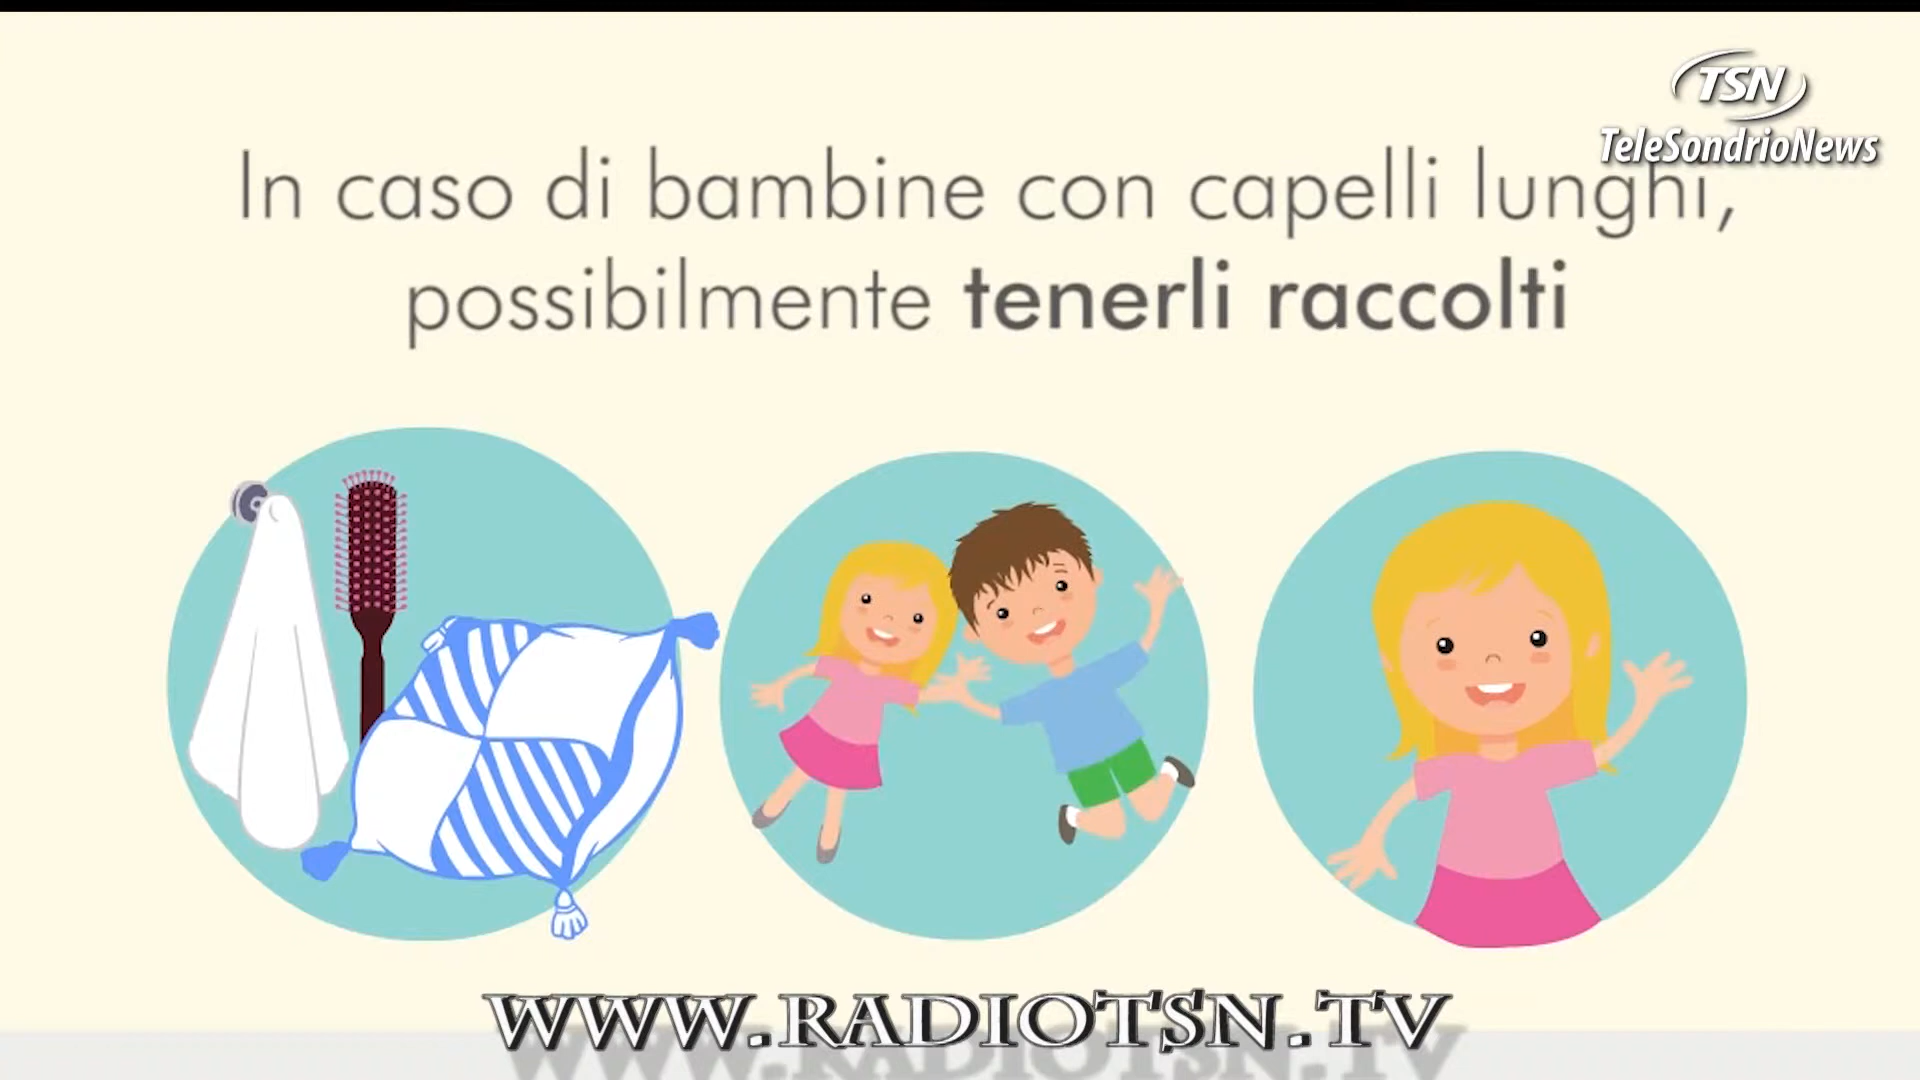 TSN
TeleSondrioNews
In caso di bambine con capelli lunghi,
possibilmente tenerli raccolti
WWW.RADIOTSN.TV